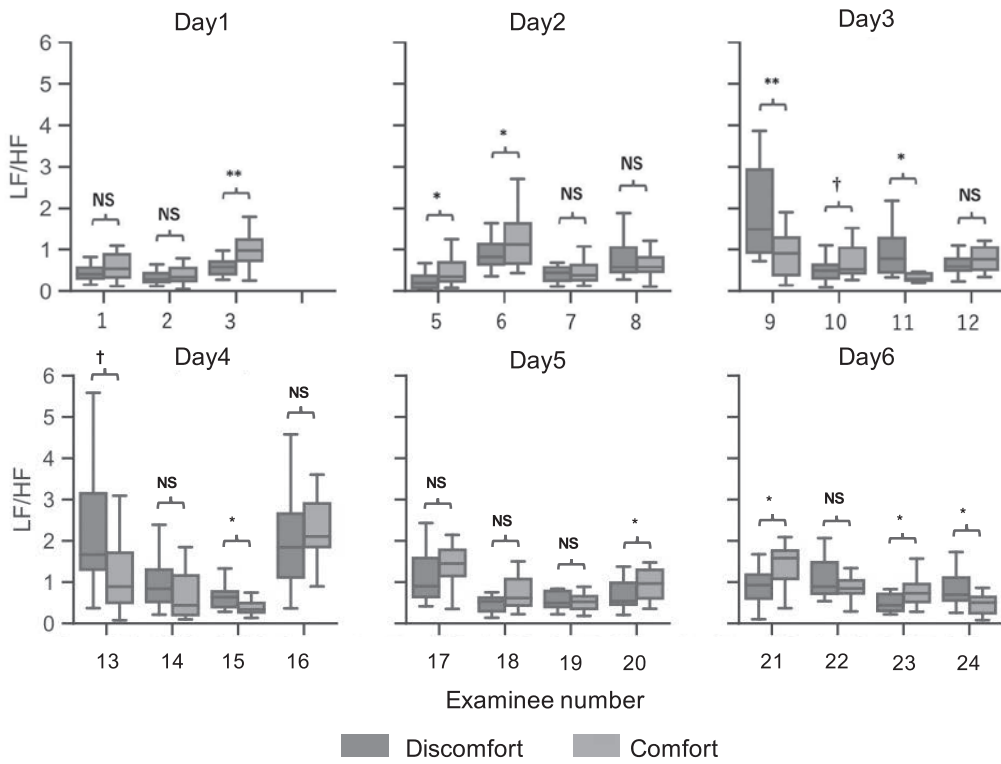 Day1 Day2 Day3
6 5 4 3 2 1 0
LF/HF
NS NS **
* * NS NS
** † * NS
1 2 3
5 6 7 8
9 10 11 12
Day4 Day5 Day6
6 5 4 3 2 1 0
LF/HF
† NS * NS
NS NS NS *
* NS * *
13 14 15 16
17 18 19 20
21 22 23 24
Examinee number
Discomfort Comfort